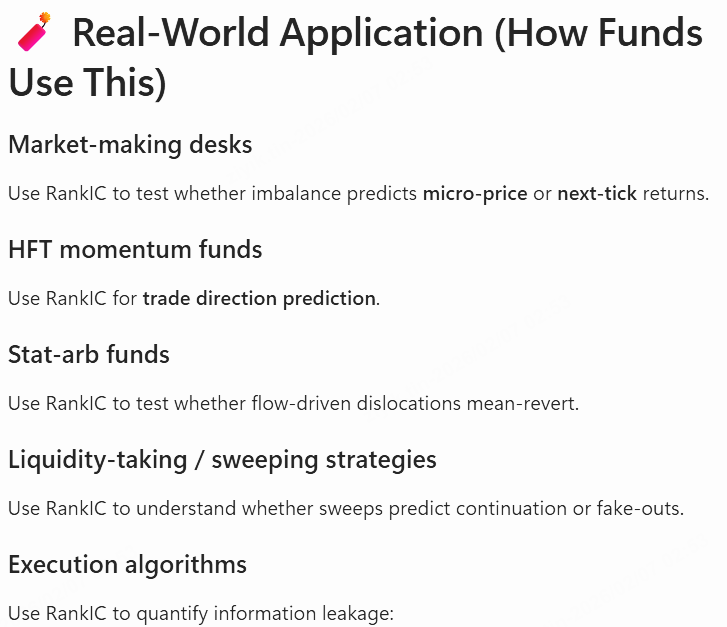 🧨 Real-World Application (How Funds
Use This)
Market-making desks
Use RankIC to test whether imbalance predicts micro-price or next-tick returns.
HFT momentum funds
Use RankIC for trade direction prediction.
Stat-arb funds
Use RankIC to test whether flow-driven dislocations mean-revert.
Liquidity-taking / sweeping strategies
Use RankIC to understand whether sweeps predict continuation or fake-outs.
Execution algorithms
Use RankIC to quantify information leakage: